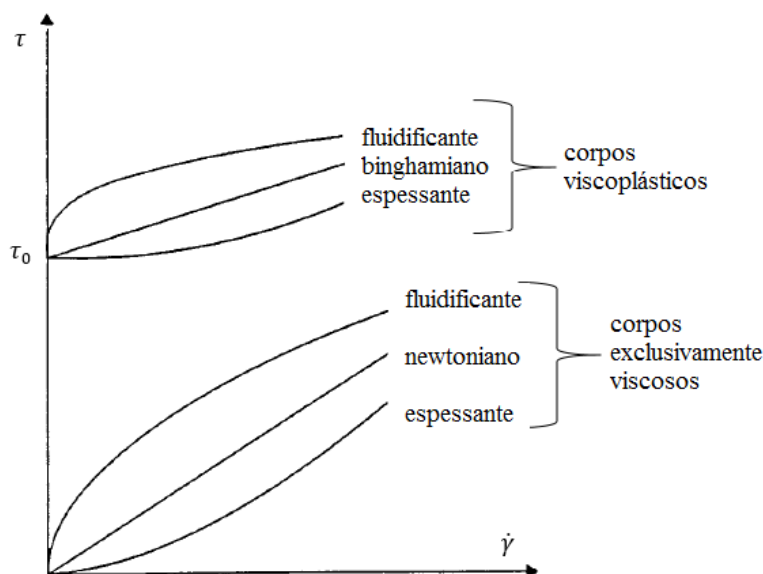 τ
fluidificante
binghamiano
espessante
corpos
viscoplásticos
τ₀
fluidificante
newtoniano
espessante
corpos
exclusivamente
viscosos
γ̇